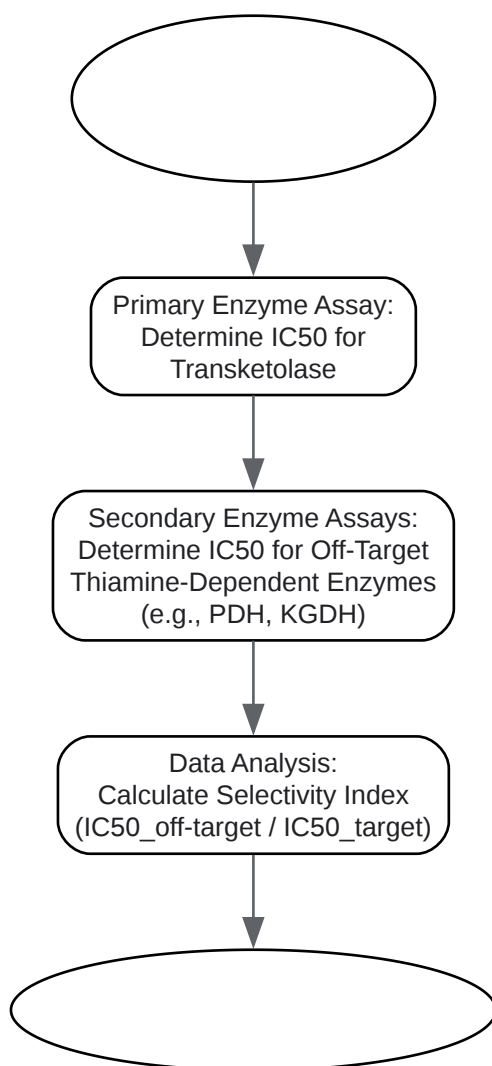 Primary Enzyme Assay:
Determine IC50 for
Transketolase
Secondary Enzyme Assays:
Determine IC50 for Off-Target
Thiamine-Dependent Enzymes
(e.g., PDH, KGDH)
Data Analysis:
Calculate Selectivity Index
(IC50_off-target / IC50_target)